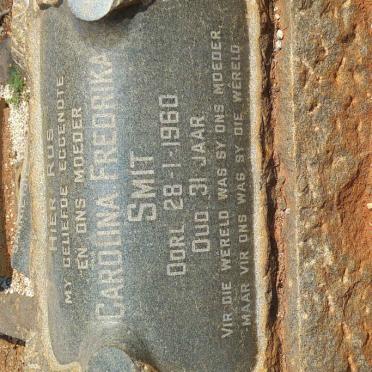 HIER RUS
MY GELIEFDE EGGENOTE
EN ONS MOEDER
CAROLINA FREDRIKA
SMIT
OORL 28-1-1960
OUD 31 JAAR
VIR DIE WÊRELD WAS SY ONS MOEDER
MAAR VIR ONS WAS SY DIE WÊRELD